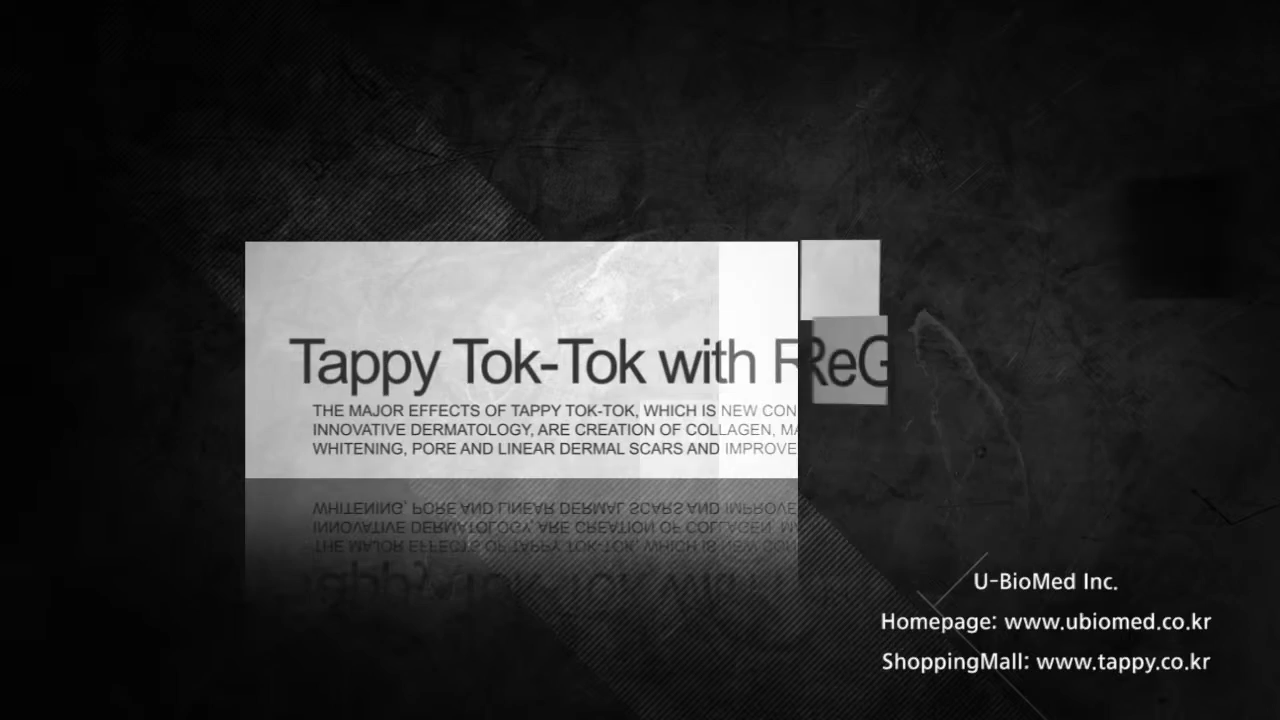 Tappy Tok-Tok with ReG
THE MAJOR EFFECTS OF TAPPY TOK-TOK, WHICH IS NEW CON
INNOVATIVE DERMATOLOGY, ARE CREATION OF COLLAGEN, MA
WHITENING, PORE AND LINEAR DERMAL SCARS AND IMPROVE
U-BioMed Inc.
Homepage: www.ubiomed.co.kr
ShoppingMall: www.tappy.co.kr